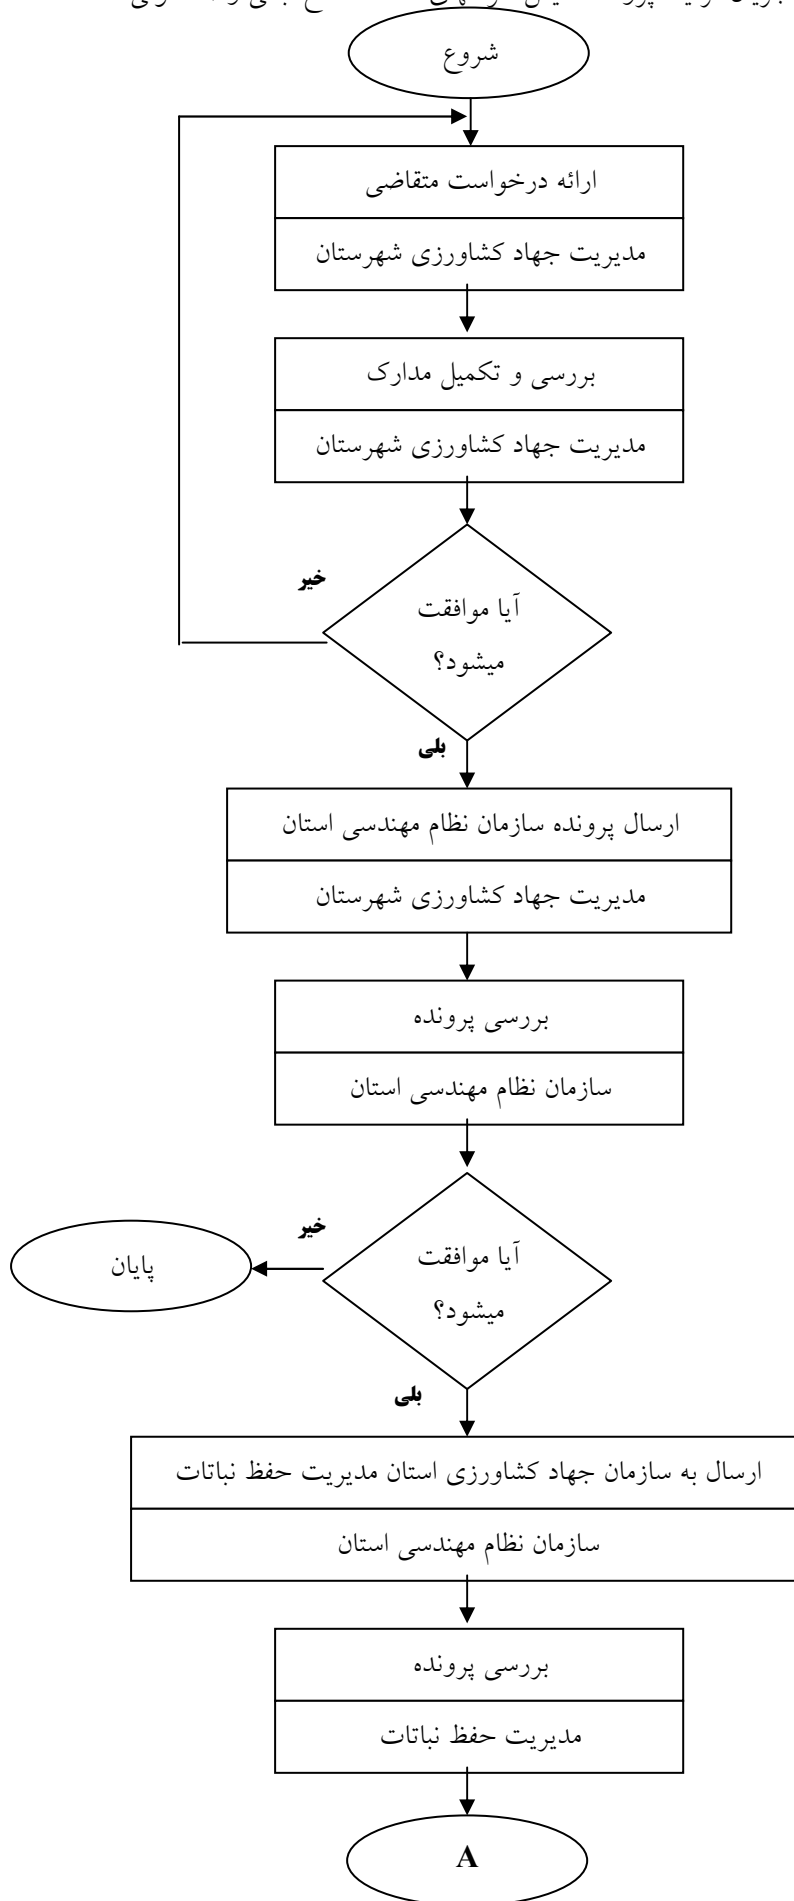 شروع
ارائه درخواست متقاضی
مدیریت جهاد کشاورزی شهرستان
بررسی و تکمیل مدارک
مدیریت جهاد کشاورزی شهرستان
خیر
آیا موافقت
میشود؟
بلی
ارسال پرونده سازمان نظام مهندسی استان
مدیریت جهاد کشاورزی شهرستان
بررسی پرونده
سازمان نظام مهندسی استان
خیر
آیا موافقت
میشود؟
پایان
بلی
ارسال به سازمان جهاد کشاورزی استان مدیریت حفظ نباتات
سازمان نظام مهندسی استان
بررسی پرونده
مدیریت حفظ نباتات
A